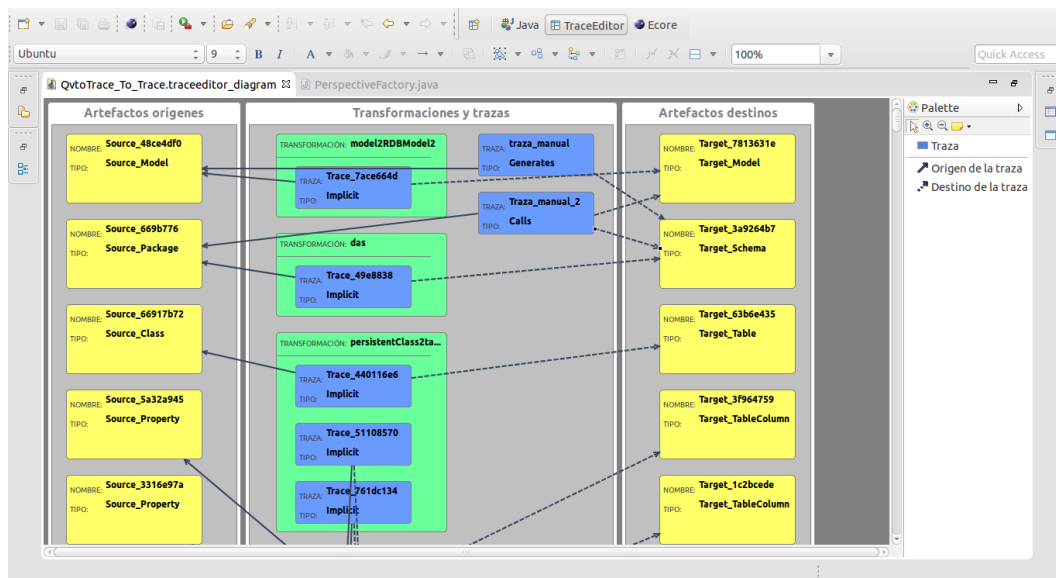 Java TraceEditor Ecore
Ubuntu 9 B I A 100% Quick Access
QvtoTrace_To_Trace.traceeditor_diagram PerspectiveFactory.java
Artefactos orígenes
NOMBRE: Source_48ce4df0
TIPO: Source_Model
NOMBRE: Source_669b776
TIPO: Source_Package
NOMBRE: Source_66917b72
TIPO: Source_Class
NOMBRE: Source_5a32a945
TIPO: Source_Property
NOMBRE: Source_3316e97a
TIPO: Source_Property
Transformaciones y trazas
TRANSFORMACIÓN: model2RDBModel2
TRAZA: Trace_7ace664d
TIPO: Implicit
TRAZA: traza_manual
TIPO: Generates
TRAZA: Traza_manual_2
TIPO: Calls
TRANSFORMACIÓN: das
TRAZA: Trace_49e8838
TIPO: Implicit
TRANSFORMACIÓN: persistentClass2ta...
TRAZA: Trace_440116e6
TIPO: Implicit
TRAZA: Trace_51108570
TIPO: Implicit
TRAZA: Trace_761dc134
TIPO: Implicit
Artefactos destinos
NOMBRE: Target_7813631e
TIPO: Target_Model
NOMBRE: Target_3a9264b7
TIPO: Target_Schema
NOMBRE: Target_63b6e435
TIPO: Target_Table
NOMBRE: Target_3f964759
TIPO: Target_TableColumn
NOMBRE: Target_1c2bcede
TIPO: Target_TableColumn
Palette
Traza
Origen de la traza
Destino de la traza